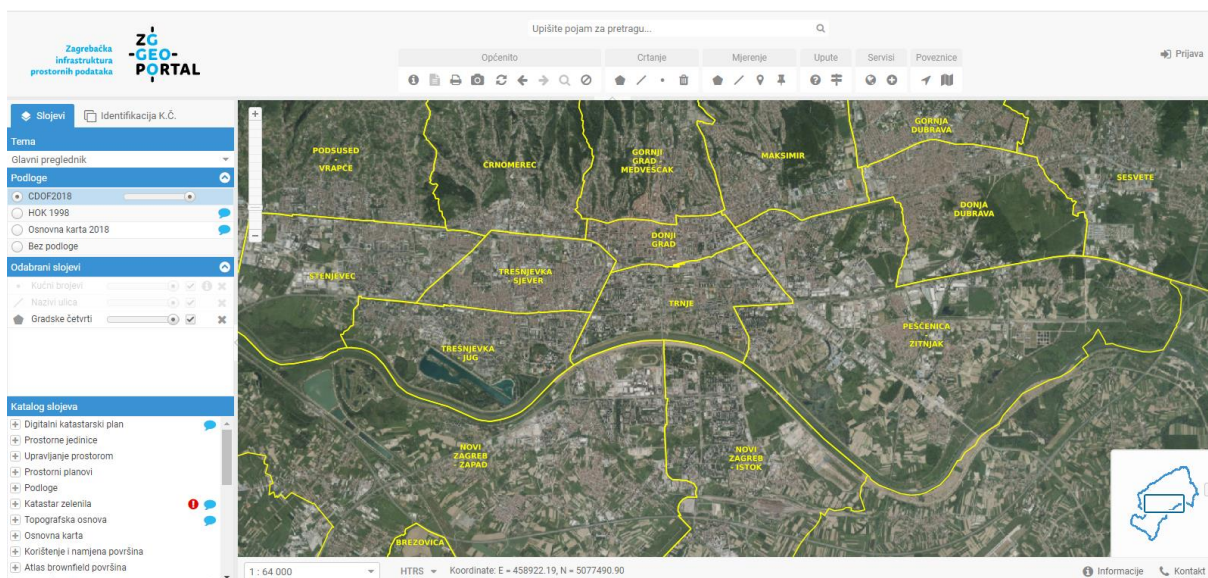 Zagrebačka
infrastruktura
prostornih podataka
ZG
-GEO-
PORTAL
Upišite pojam za pretragu...
Općenito
Crtanje
Mjerenje
Upute
Servisi
Poveznice
Prijava
Slojevi
Identifikacija K.Č.
Tema
Glavni preglednik
Podloge
CDOF2018
HOK 1998
Osnovna karta 2018
Bez podloge
Odabrani slojevi
Kućni brojevi
Nazivi ulica
Gradske četvrti
Katalog slojeva
Digitalni katastarski plan
Prostorne jedinice
Upravljanje prostorom
Prostorni planovi
Podloge
Katastar zelenila
Topografska osnova
Osnovna karta
Korištenje i namjena površina
Atlas brownfield površina
PODSUSED
VRAPČE
ČRNOMEREC
GORNJI
GRAD -
MEDVEŠČAK
MAKSIMIR
GORNJA
DUBRAVA
SESVETE
DONJA
DUBRAVA
DONJI
GRAD
STENJEVEC
TREŠNJEVKA
-SJEVER
TRNJE
PEŠČENICA
-
ŽITNJAK
TREŠNJEVKA
JUG
NOVI
ZAGREB
- ZAPAD
NOVI
ZAGREB
- ISTOK
BREZOVICA
1 : 64 000
HTRS
Koordinate: E = 458922.19, N = 5077490.90
Informacije
Kontakt